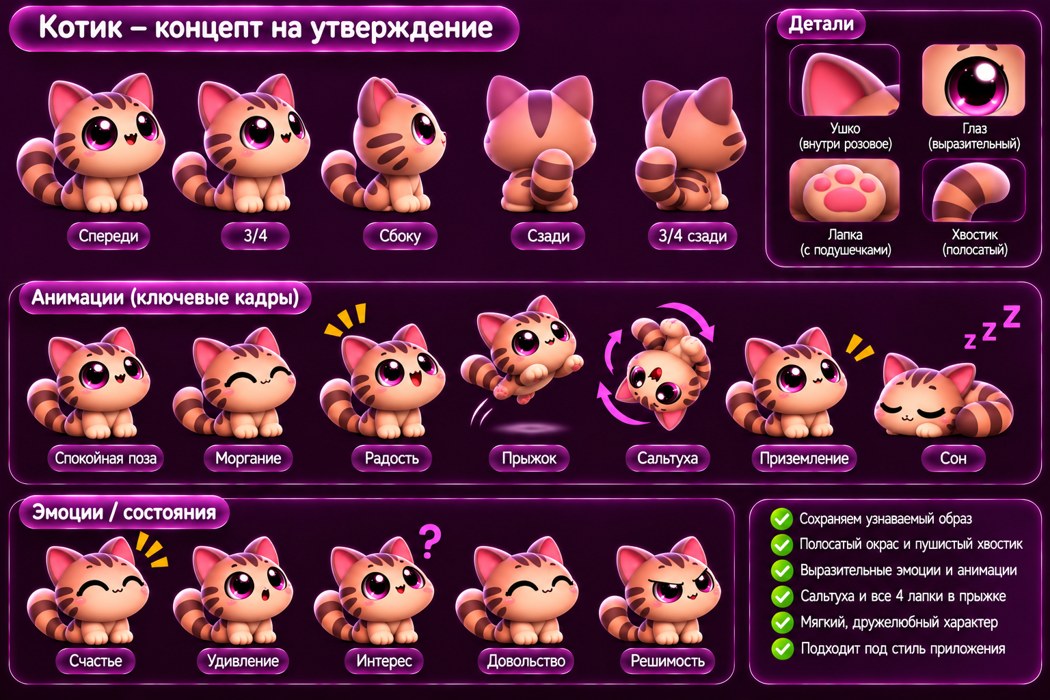 Котик – концепт на утверждение
Спереди
3/4
Сбоку
Сзади
3/4 сзади
Детали
Ушко
(внутри розовое)
Глаз
(выразительный)
Лапка
(с подушечками)
Хвостик
(полосатый)
Анимации (ключевые кадры)
z z z
Спокойная поза
Моргание
Радость
Прыжок
Сальтуха
Приземление
Сон
Эмоции / состояния
?
Счастье
Удивление
Интерес
Довольство
Решимость
Сохраняем узнаваемый образ
Полосатый окрас и пушистый хвостик
Выразительные эмоции и анимации
Сальтуха и все 4 лапки в прыжке
Мягкий, дружелюбный характер
Подходит под стиль приложения